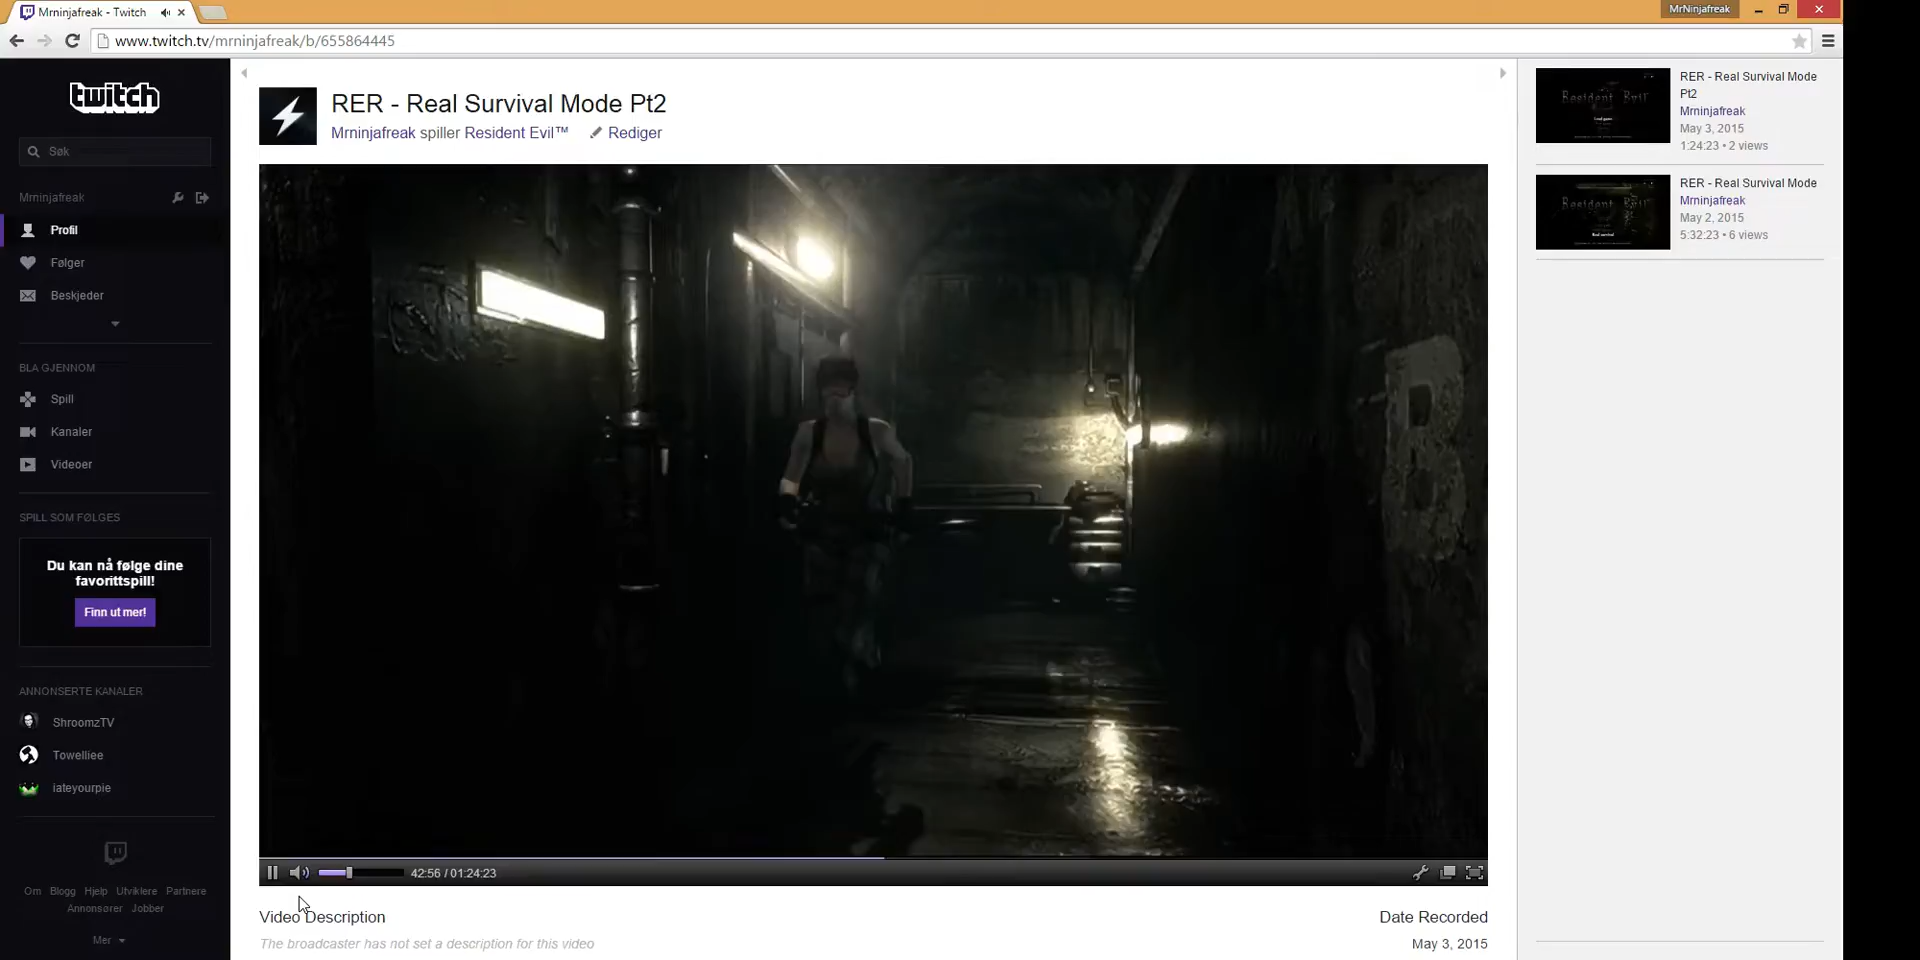 Mrninjafreak - Twitch
MrNinjafreak
www.twitch.tv/mrninjafreak/b/655864445
twitch
Søk
Mrninjafreak
Profil
Følger
Beskjeder
BLA GJENNOM
Spill
Kanaler
Videoer
SPILL SOM FØLGES
Du kan nå følge dine
favorittspill!
Finn ut mer!
ANNONSERTE KANALER
ShroomzTV
Towelliee
iateyourpie
Om Blogg Hjelp Utviklere Partnere
Annonsører Jobber
Mer
RER - Real Survival Mode Pt2
Mrninjafreak spiller Resident Evil™ Rediger
42:56 / 01:24:23
Video Description
The broadcaster has not set a description for this video
Date Recorded
May 3, 2015
Resident Evil
RER - Real Survival Mode
Pt2
Mrninjafreak
May 3, 2015
1:24:23 • 2 views
Resident Evil
RER - Real Survival Mode
Mrninjafreak
May 2, 2015
5:32:23 • 6 views